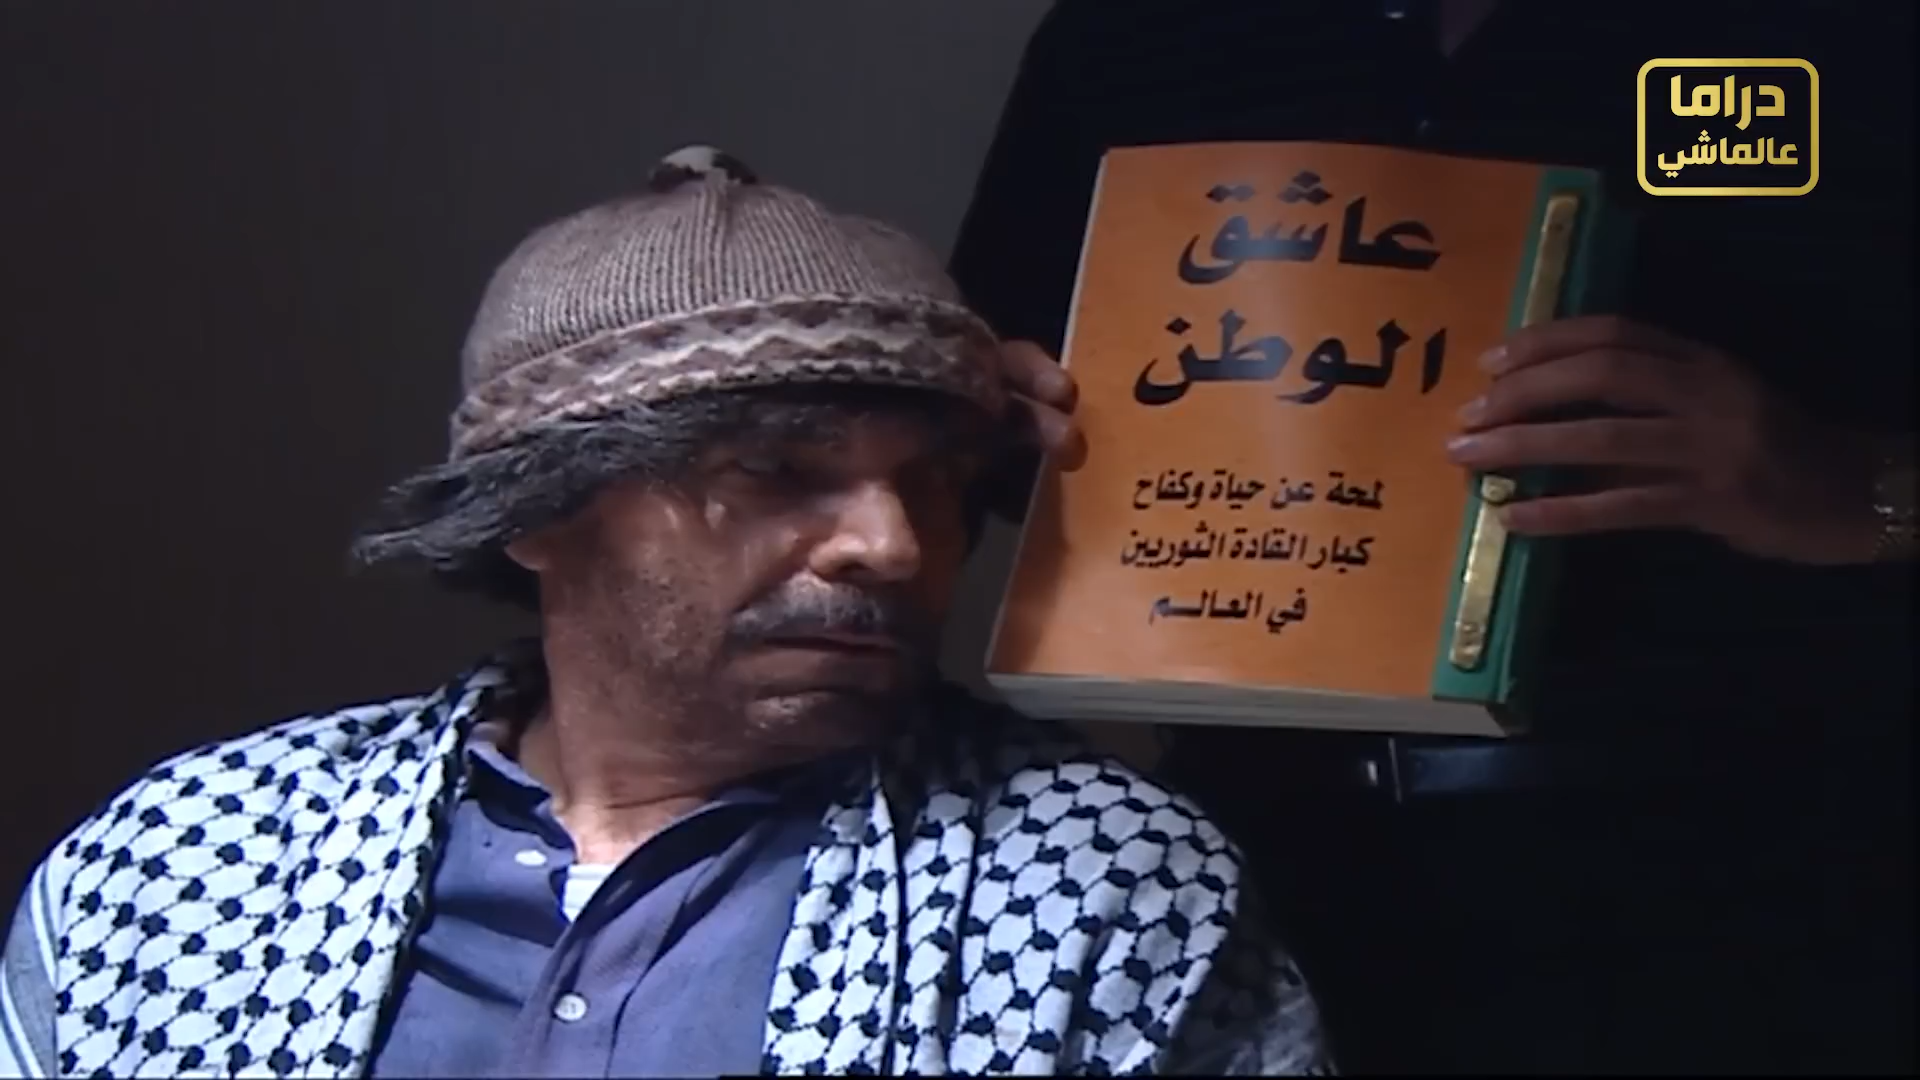 دراما
عالماشي
عاشق
الوطن
لمحة عن حياة وكفاح
كبار القادة الثوريين
في العالم